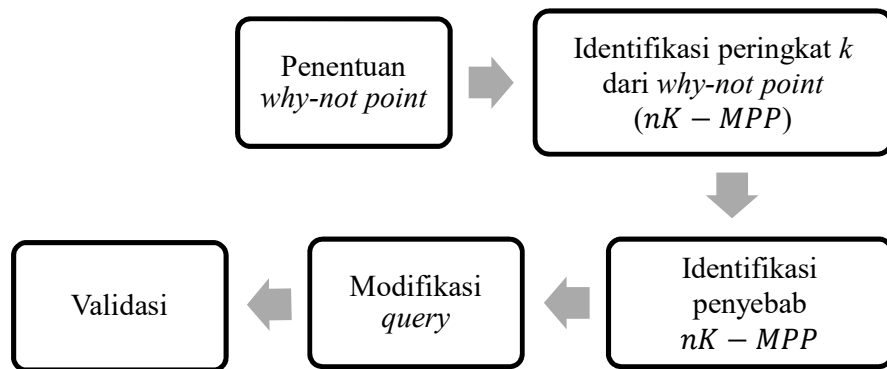 Penentuan
why-not point
Identifikasi peringkat k
dari why-not point
(nK − MPP)
Identifikasi
penyebab
nK − MPP
Modifikasi
query
Validasi